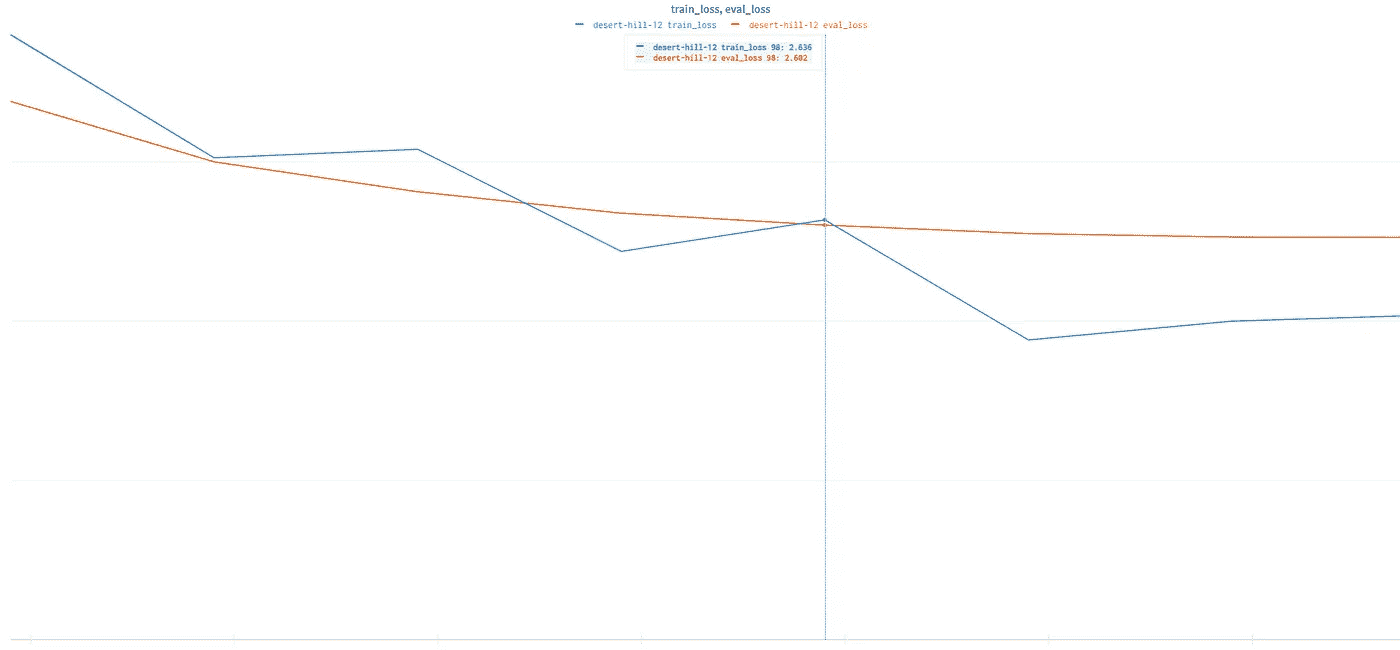 train_loss, eval_loss
desert-hill-12 train_loss desert-hill-12 eval_loss
desert-hill-12 train_loss 98: 2.636
desert-hill-12 eval_loss 98: 2.602